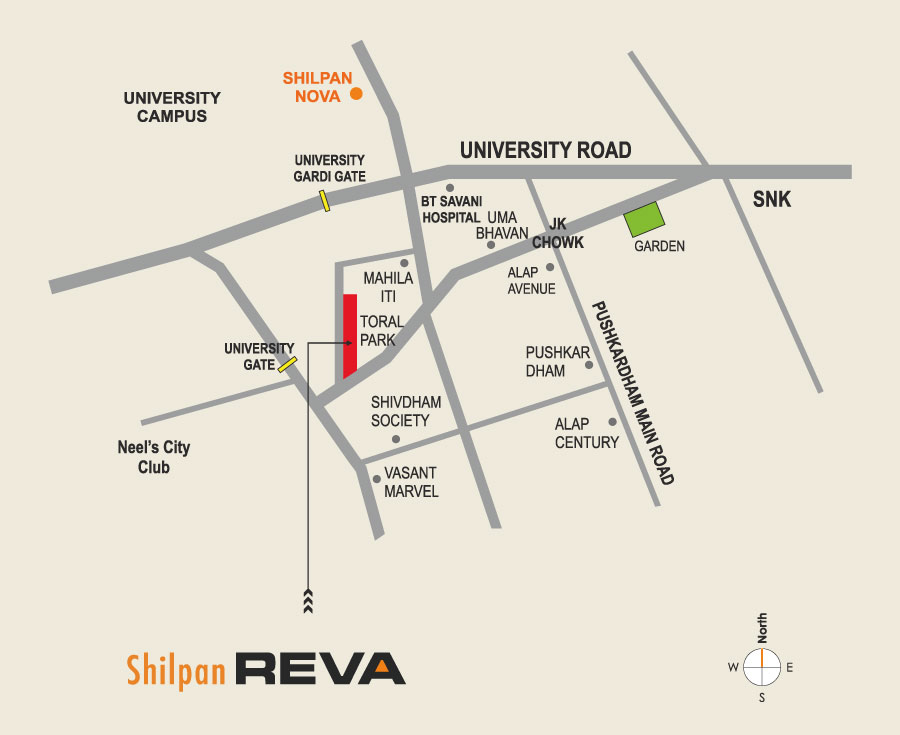 SHILPAN
NOVA
UNIVERSITY
CAMPUS
UNIVERSITY ROAD
UNIVERSITY
GARDI GATE
BT SAVANI
HOSPITAL
UMA
BHAVAN
JK
CHOWK
SNK
GARDEN
MAHILA
ITI
ALAP
AVENUE
TORAL
PARK
UNIVERSITY
GATE
PUSHKAR
DHAM
PUSHKARDHAM MAIN ROAD
SHIVDHAM
SOCIETY
ALAP
CENTURY
Neel's City
Club
VASANT
MARVEL
Shilpan REVA
North
W E
S